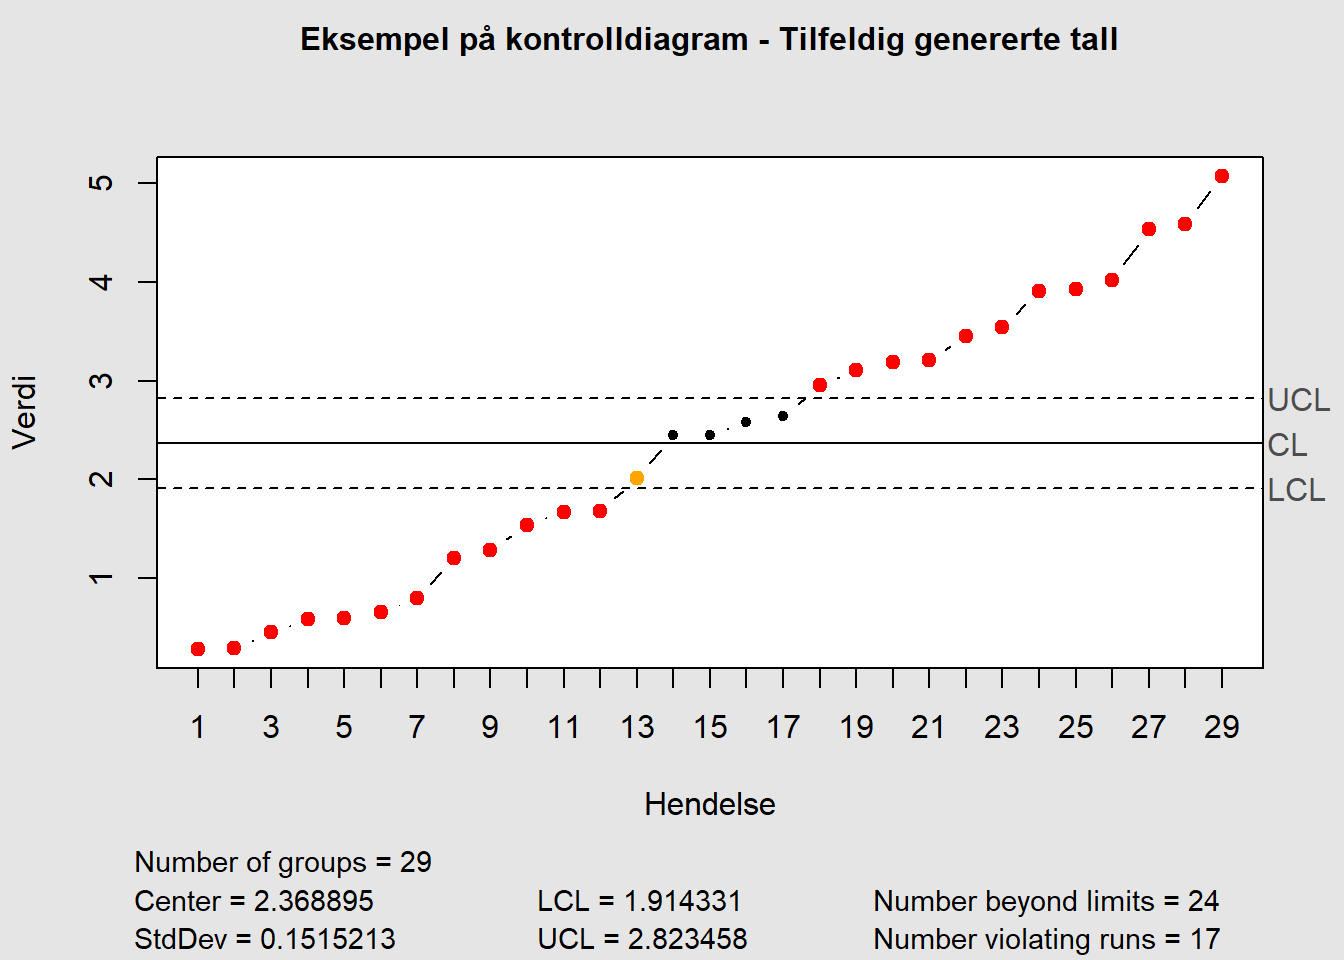 Eksempel på kontrolldiagram - Tilfeldig genererte tall
5
4
3
2
1
Verdi
UCL
CL
LCL
1 3 5 7 9 11 13 15 17 19 21 23 25 27 29
Hendelse
Number of groups = 29
Center = 2.368895 LCL = 1.914331 Number beyond limits = 24
StdDev = 0.1515213 UCL = 2.823458 Number violating runs = 17